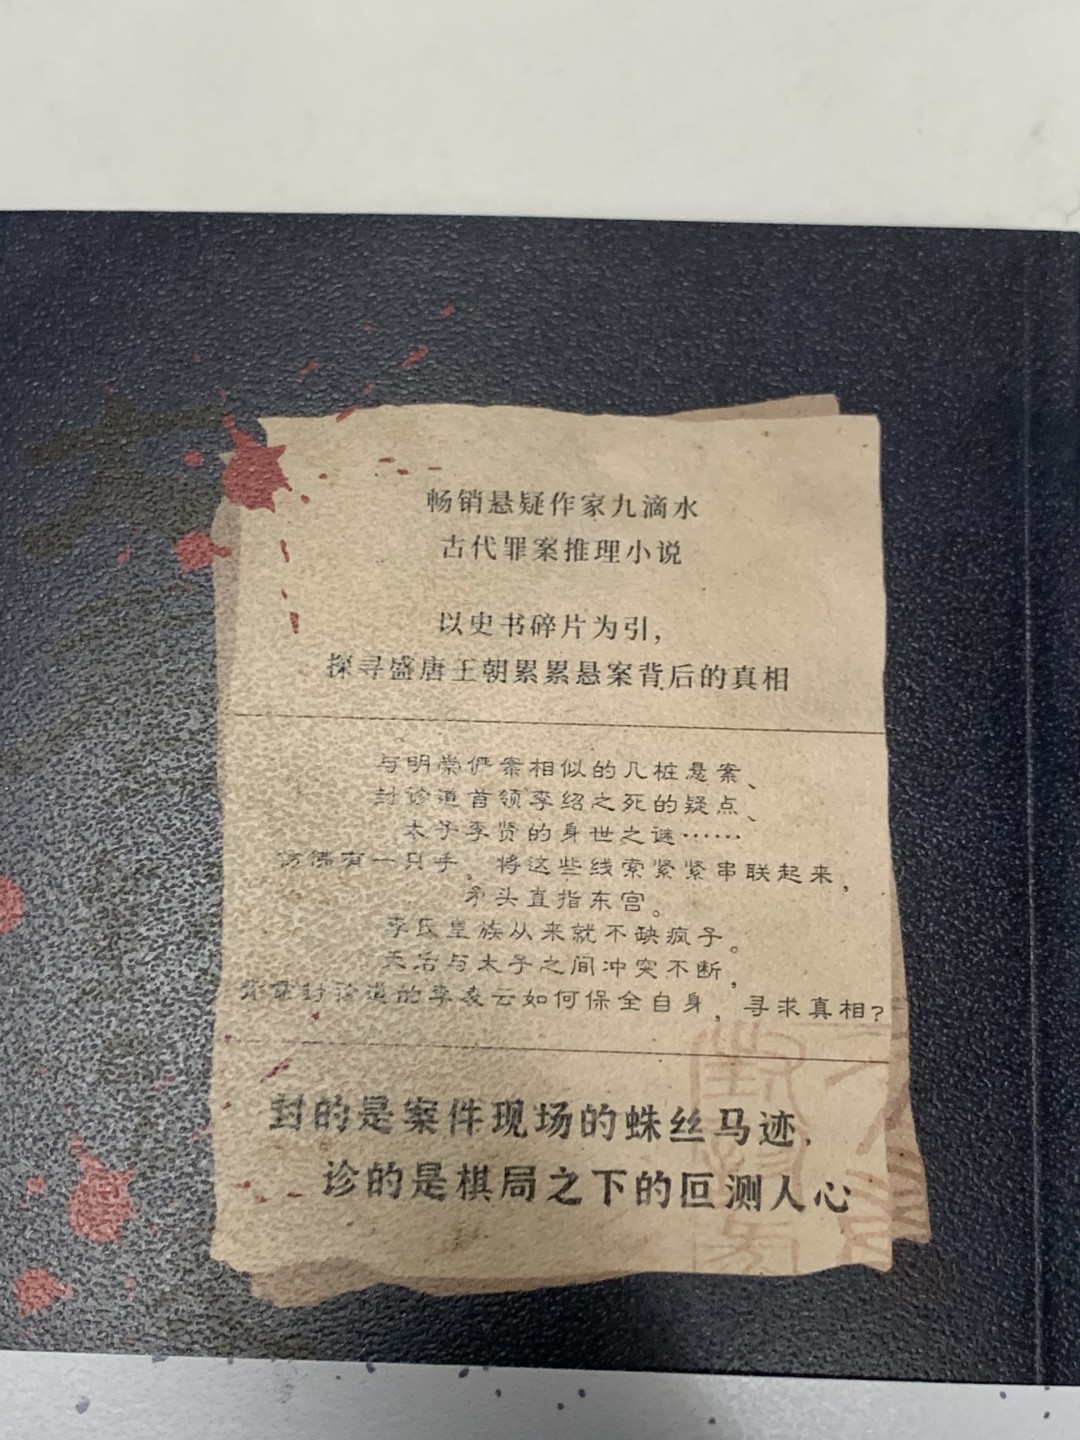 畅销悬疑作家九滴水
古代罪案推理小说
以史书碎片为引,
探寻盛唐王朝累累悬案背后的真相
与明崇俨案相似的几桩悬案、
封诊道首领李绍之死的疑点、
太子李贤的身世之谜……
仿佛有一只手。将这些线索紧紧串联起来,
矛头直指东宫。
李氏皇族从来就不缺疯子。
天后与太子之间冲突不断,
封诊道的李凌云如何保全自身,寻求真相?
封的是案件现场的蛛丝马迹,
诊的是棋局之下的叵测人心